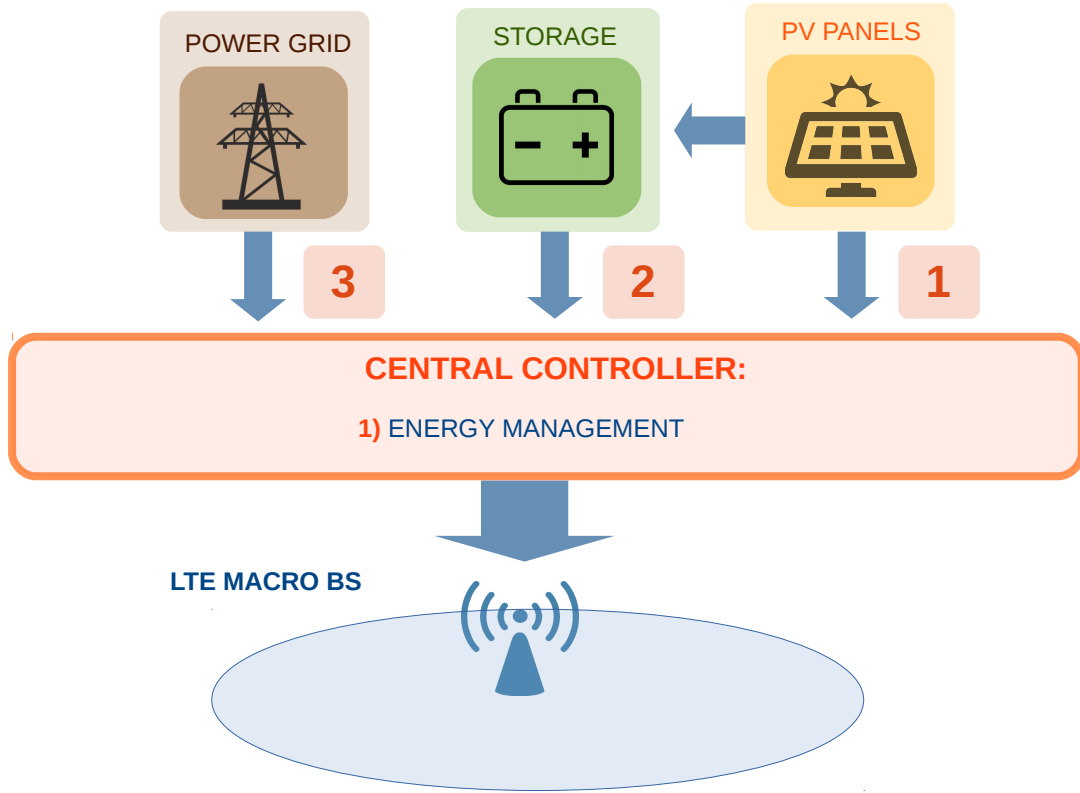 POWER GRID
STORAGE
PV PANELS
3
2
1
CENTRAL CONTROLLER:
1) ENERGY MANAGEMENT
LTE MACRO BS